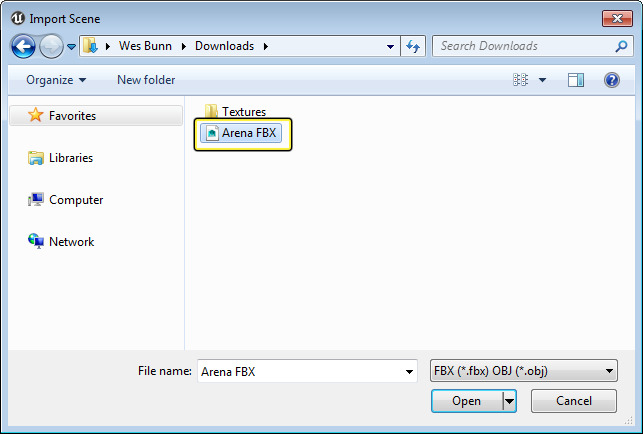 Import Scene
Wes Bunn Downloads Search Downloads
Organize New folder
Favorites
Libraries
Computer
Network
Textures
Arena FBX
File name: Arena FBX FBX (*.fbx) OBJ (*.obj)
Open Cancel